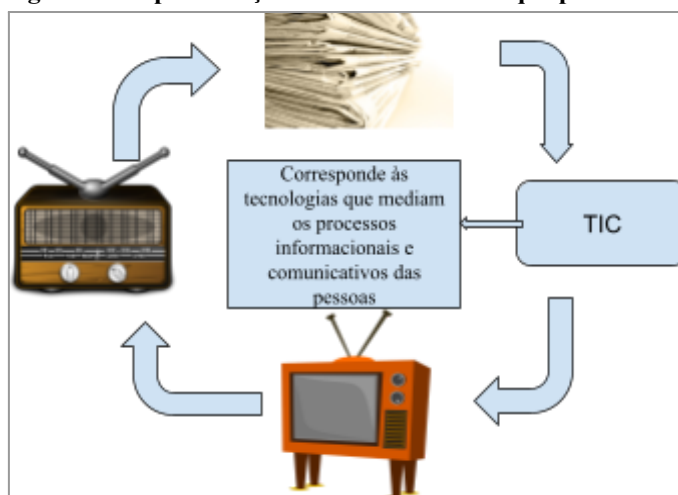 Corresponde às
tecnologias que mediam
os processos
informacionais e
comunicativos das
pessoas
TIC